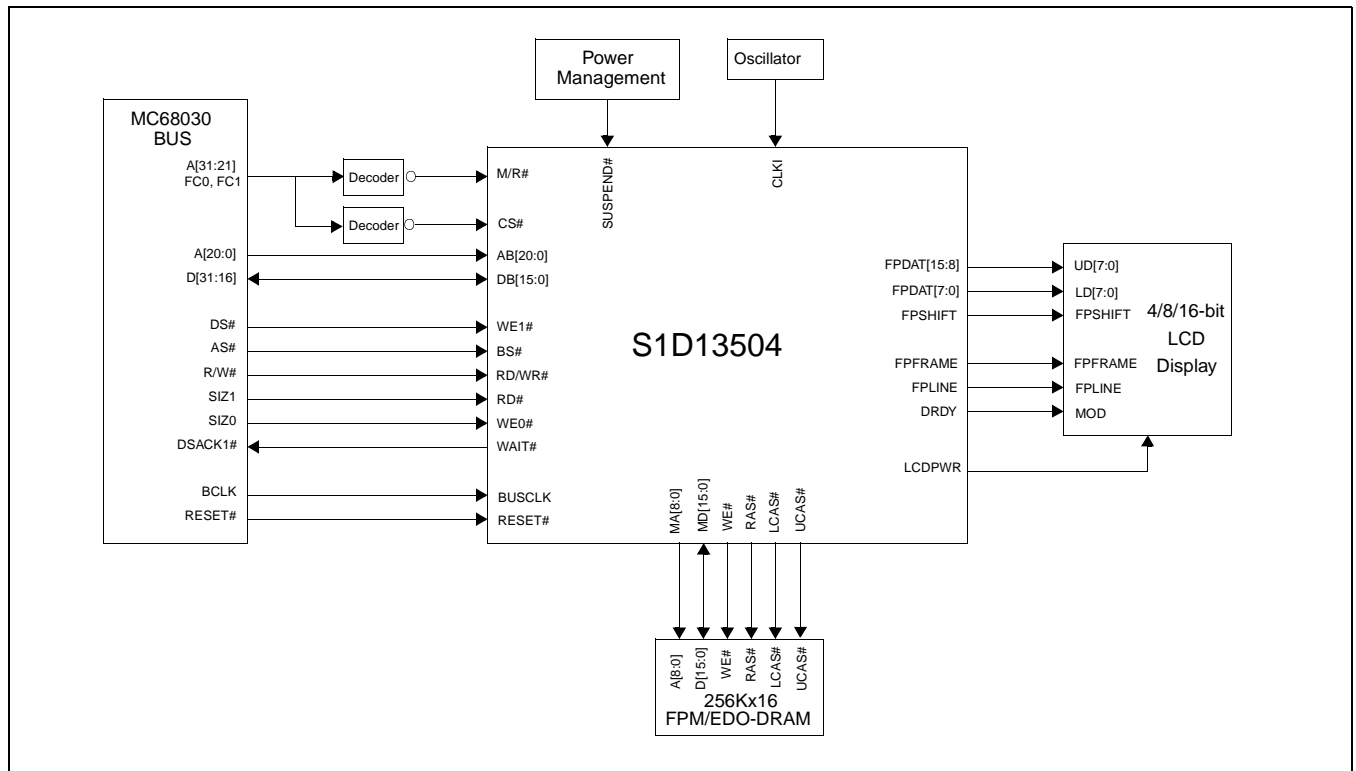 Power
Management
Oscillator
MC68030
BUS
A[31:21]
FC0, FC1
A[20:0]
D[31:16]
DS#
AS#
R/W#
SIZ1
SIZ0
DSACK1#
BCLK
RESET#
Decoder
Decoder
M/R#
CS#
AB[20:0]
DB[15:0]
WE1#
BS#
RD/WR#
RD#
WE0#
WAIT#
BUSCLK
RESET#
SUSPEND#
CLKI
S1D13504
FPDAT[15:8]
FPDAT[7:0]
FPSHIFT
FPFRAME
FPLINE
DRDY
LCDPWR
UD[7:0]
LD[7:0]
FPSHIFT
FPFRAME
FPLINE
MOD
4/8/16-bit
LCD
Display
MA[8:0]
MD[15:0]
WE#
RAS#
LCAS#
UCAS#
A[8:0]
D[15:0]
WE#
RAS#
LCAS#
UCAS#
256Kx16
FPM/EDO-DRAM